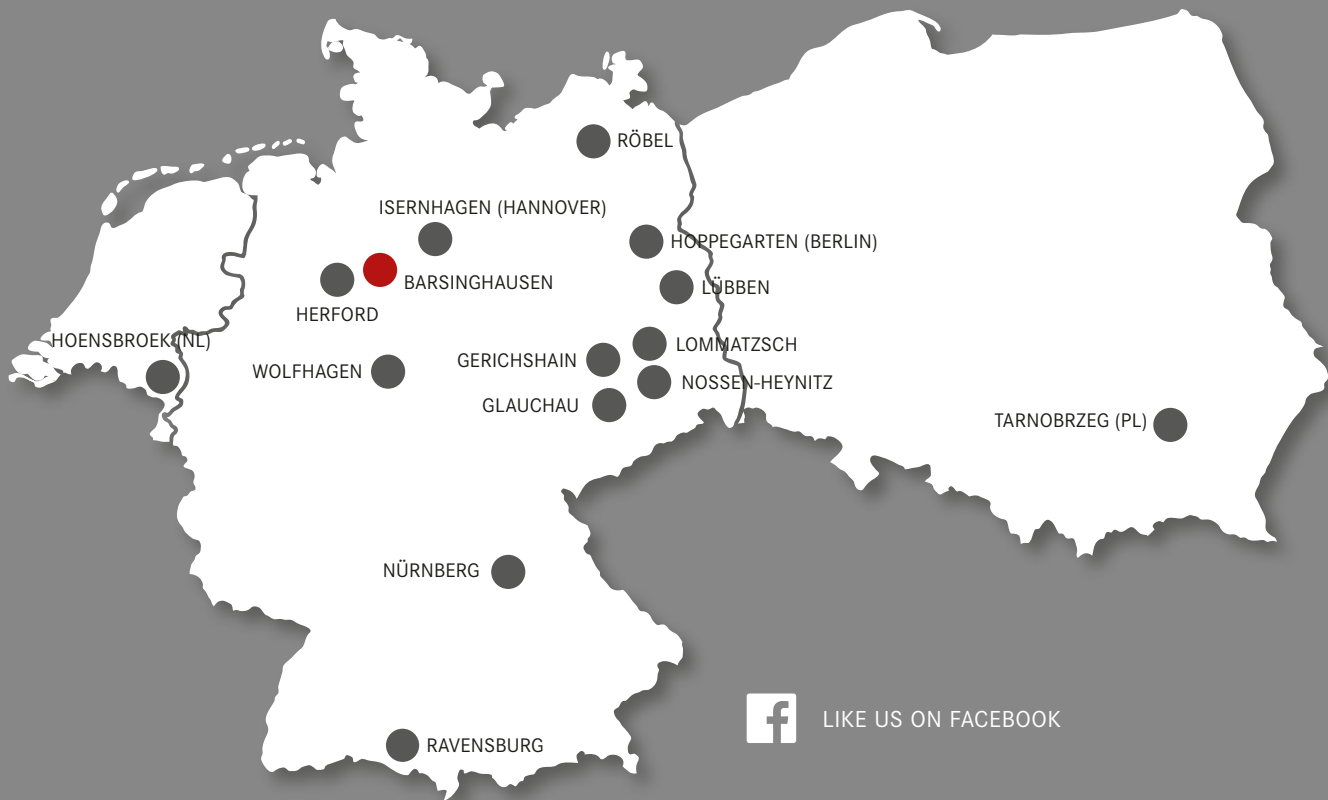 RÖBEL
ISERNHAGEN (HANNOVER)
HOPPEGARTEN (BERLIN)
BARSINGHAUSEN
LÜBBEN
HERFORD
HOENSBROEK (NL)
LOMMATZSCH
GERICHSHAIN
WOLFHAGEN
NOSSEN-HEYNITZ
GLAUCHAU
TARNOBRZEG (PL)
NÜRNBERG
LIKE US ON FACEBOOK
RAVENSBURG